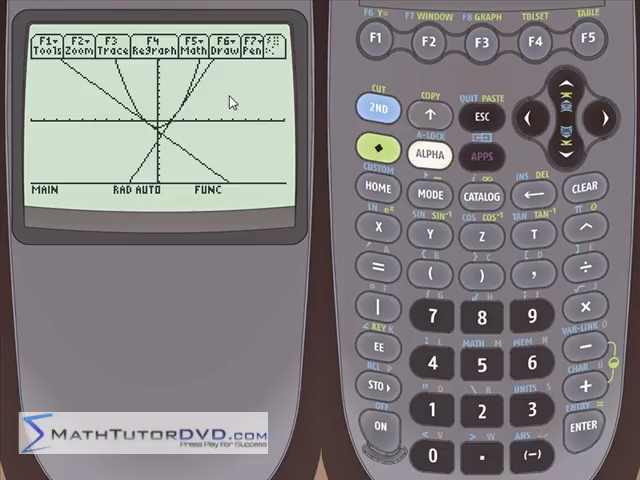 F1▾ F2▾ F3 F4 F5▾ F6▾ F7▾
Tools Zoom Trace ReGraph Math Draw Pen
MAIN RAD AUTO FUNC
F6 Y= F7 WINDOW F8 GRAPH TBLSET TABLE
F1 F2 F3 F4 F5
CUT COPY QUIT PASTE
2ND ESC
A-LOCK
ALPHA APPS
CUSTOM INS DEL
HOME MODE CATALOG CLEAR
LN eˣ SIN SIN⁻¹ COS COS⁻¹ TAN TAN⁻¹ π
X Y Z T ^
= ( ) , ÷
| 7 8 9 ×
KEY K MATH M MEM N VAR-LINK O
EE 4 5 6 −
RCL P UNITS S CHAR U
STO▸ 1 2 3 +
OFF ANS ENTRY =
ON 0 . (−) ENTER
MATHTUTORDVD.COM
Press Play For Success